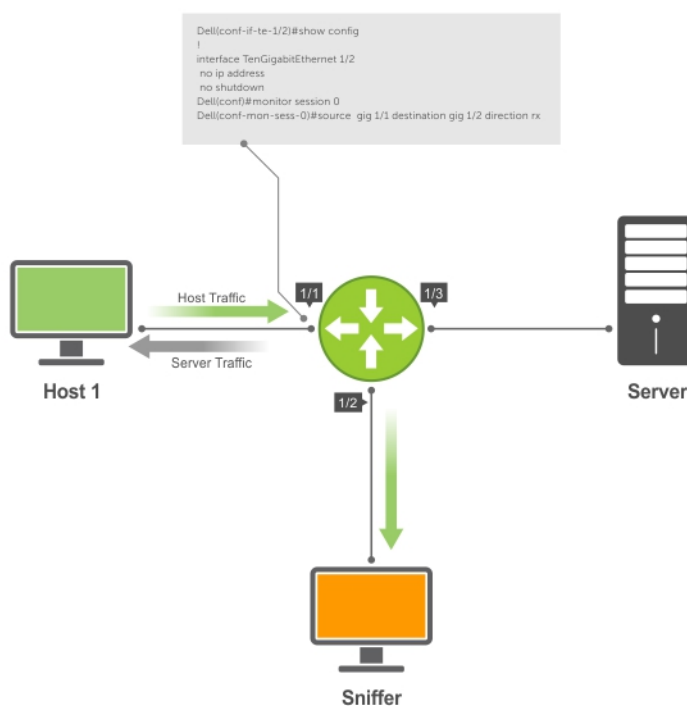 Dell(conf-if-te-1/2)#show config
!
interface TenGigabitEthernet 1/2
no ip address
no shutdown
Dell(conf)#monitor session 0
Dell(conf-mon-sess-0)#source gig 1/1 destination gig 1/2 direction rx
Host Traffic
1/1
1/3
Server Traffic
Host 1
Server
1/2
Sniffer